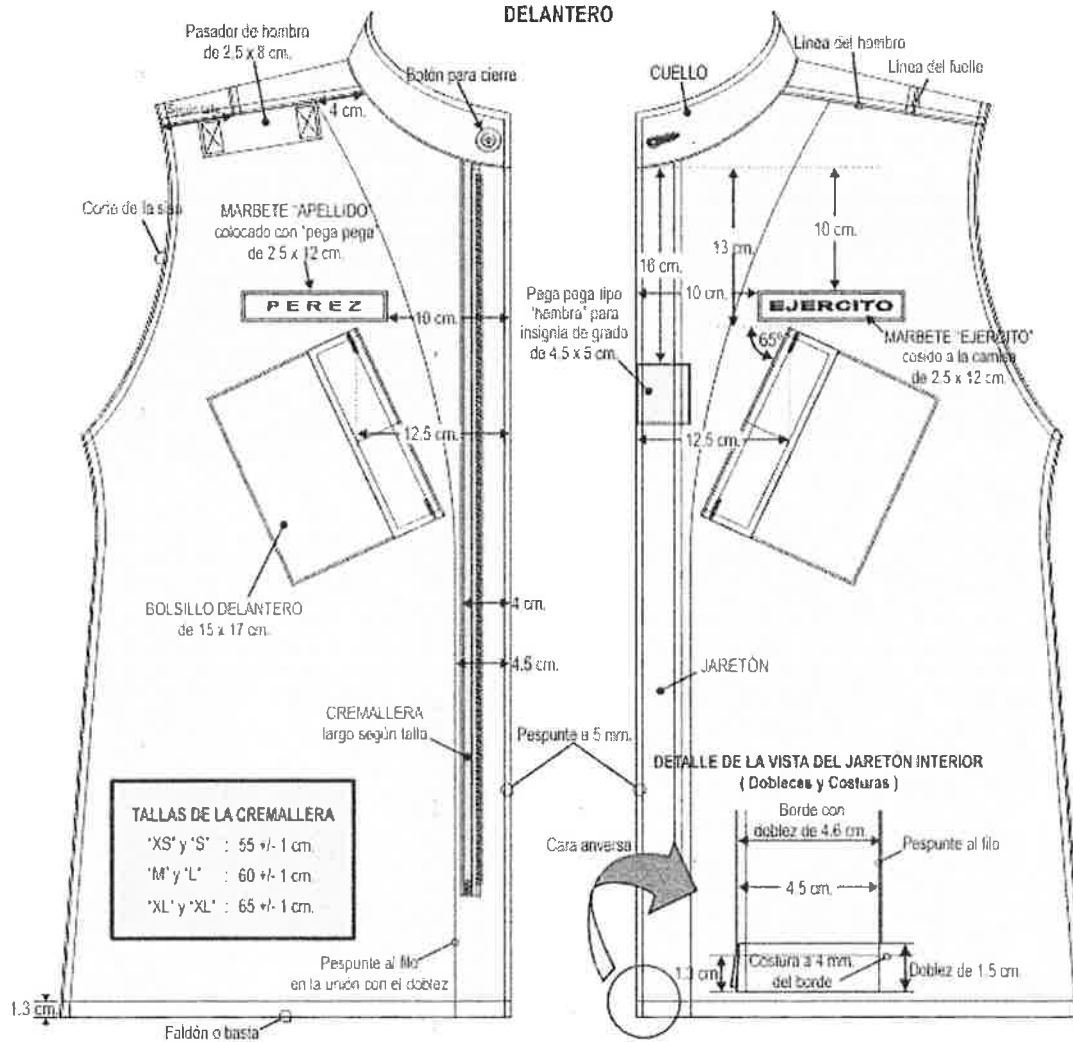 DELANTERO
Pasador de hombro
de 2.5 x 8 cm.
Botón para cierre
4 cm.
CUELLO
Línea del hombro
Línea del fuelle
Corte de la sisa
MARBETE "APELLIDO"
colocado con "pega pega"
de 2.5 x 12 cm.
PEREZ
10 cm.
16 cm.
13 cm.
10 cm.
10 cm.
EJERCITO
65°
MARBETE "EJERCITO"
cosido a la camisa
de 2.5 x 12 cm.
Pega pega tipo
"hembra" para
insignia de grado
de 4.5 x 5 cm.
12.5 cm.
12.5 cm.
BOLSILLO DELANTERO
de 15 x 17 cm.
4 cm.
4.5 cm.
JARETÓN
CREMALLERA
largo según talla
Pespunte a 5 mm.
TALLAS DE LA CREMALLERA
"XS" y "S" : 55 +/- 1 cm.
"M" y "L" : 60 +/- 1 cm.
"XL" y "XL" : 65 +/- 1 cm.
DETALLE DE LA VISTA DEL JARETÓN INTERIOR
( Dobleces y Costuras )
Borde con
doblez de 4.6 cm.
Pespunte al filo
Cara anversa
4.5 cm.
1.3 cm.
Costura a 4 mm.
del borde
Doblez de 1.5 cm.
Pespunte al filo
en la unión con el doblez
1.3 cm.
Faldón o basta